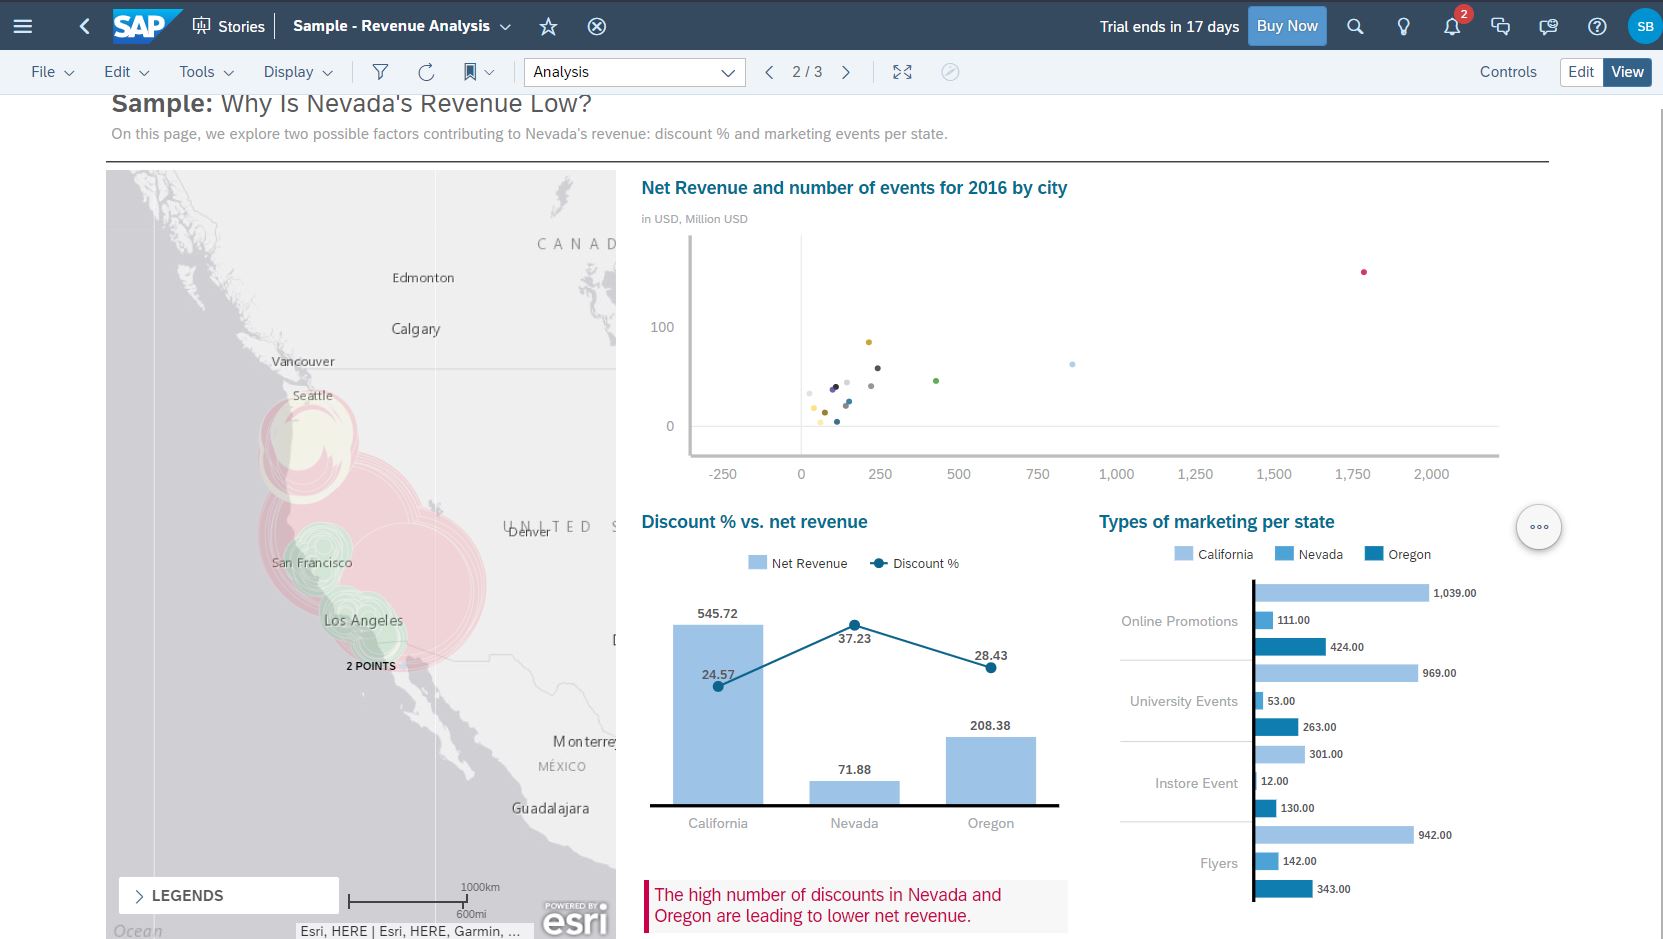 SAP Stories Sample - Revenue Analysis Trial ends in 17 days Buy Now 2 SB
File Edit Tools Display Analysis 2 / 3 Controls Edit View
Sample: Why Is Nevada's Revenue Low?
On this page, we explore two possible factors contributing to Nevada's revenue: discount % and marketing events per state.
CANAD
Edmonton
Calgary
Vancouver
Seattle
UNITED S
Denver
San Francisco
Los Angeles
2 POINTS
Monterrey
MÉXICO
Guadalajara
LEGENDS
1000km
600mi
POWERED BY
esri
Ocean
Esri, HERE | Esri, HERE, Garmin, ...
Net Revenue and number of events for 2016 by city
in USD, Million USD
100
0
-250 0 250 500 750 1,000 1,250 1,500 1,750 2,000
Discount % vs. net revenue
Net Revenue Discount %
545.72
24.57
37.23
28.43
208.38
71.88
California Nevada Oregon
The high number of discounts in Nevada and
Oregon are leading to lower net revenue.
Types of marketing per state
California Nevada Oregon
1,039.00
Online Promotions 111.00
424.00
969.00
University Events 53.00
263.00
301.00
Instore Event 12.00
130.00
942.00
Flyers 142.00
343.00